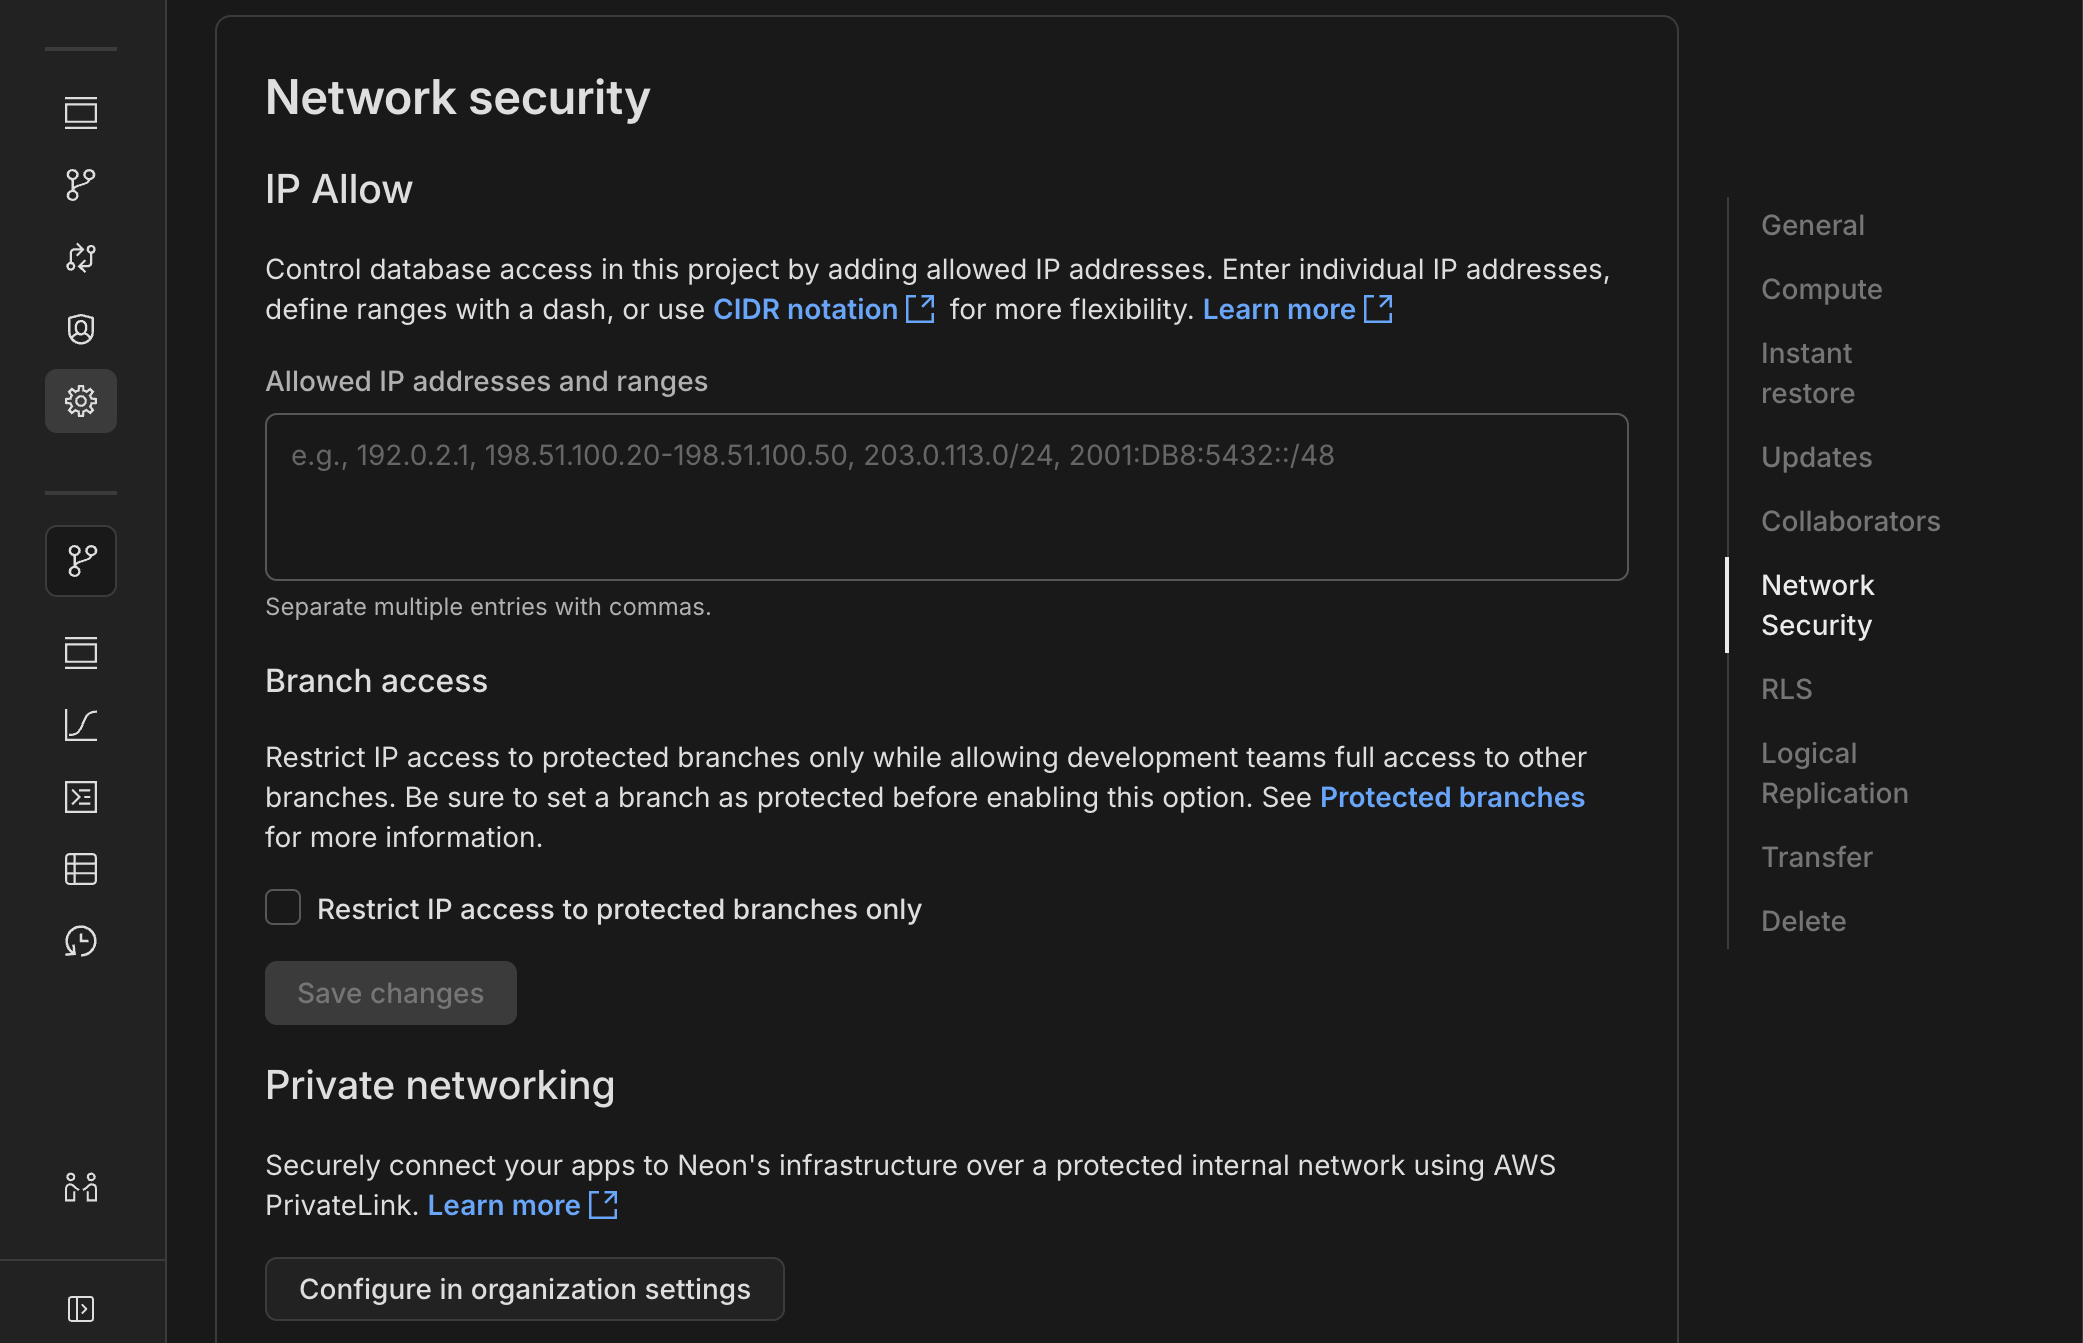 Network security
IP Allow
Control database access in this project by adding allowed IP addresses. Enter individual IP addresses,
define ranges with a dash, or use CIDR notation for more flexibility. Learn more
Allowed IP addresses and ranges
e.g., 192.0.2.1, 198.51.100.20-198.51.100.50, 203.0.113.0/24, 2001:DB8:5432::/48
Separate multiple entries with commas.
Branch access
Restrict IP access to protected branches only while allowing development teams full access to other
branches. Be sure to set a branch as protected before enabling this option. See Protected branches
for more information.
Restrict IP access to protected branches only
Save changes
Private networking
Securely connect your apps to Neon's infrastructure over a protected internal network using AWS
PrivateLink. Learn more
Configure in organization settings
General
Compute
Instant
restore
Updates
Collaborators
Network
Security
RLS
Logical
Replication
Transfer
Delete